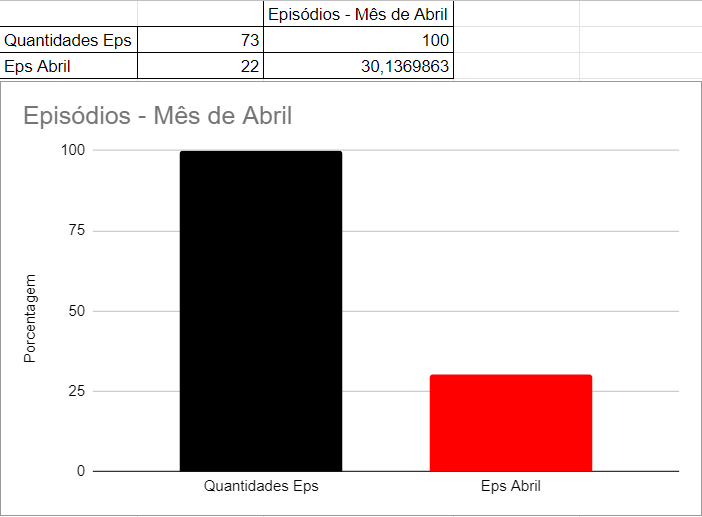 Episódios - Mês de Abril
Quantidades Eps 73 100
Eps Abril 22 30,1369863
Episódios - Mês de Abril
100
75
50
25
0
Porcentagem
Quantidades Eps Eps Abril